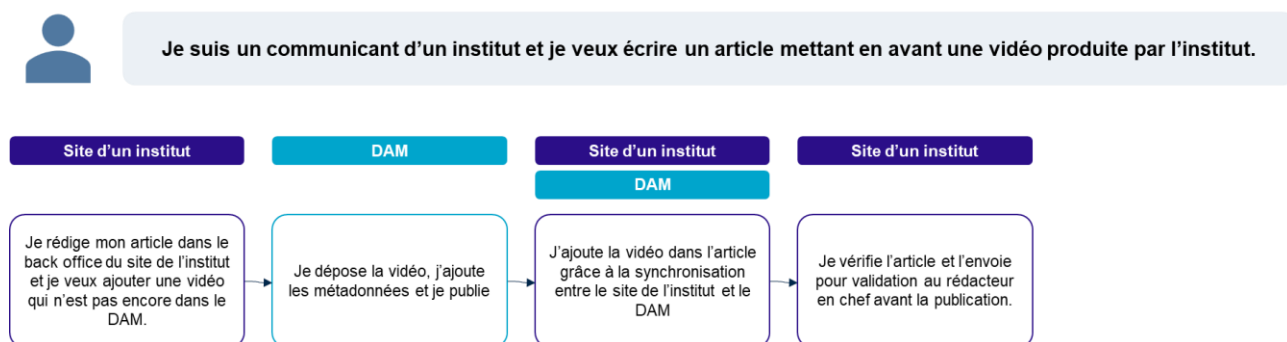 Je suis un communicant d’un institut et je veux écrire un article mettant en avant une vidéo produite par l’institut.
Site d’un institut
DAM
Site d’un institut
DAM
Site d’un institut
Je rédige mon article dans le
back office du site de l’institut
et je veux ajouter une vidéo
qui n’est pas encore dans le
DAM.
Je dépose la vidéo, j’ajoute
les métadonnées et je publie
J’ajoute la vidéo dans l’article
grâce à la synchronisation
entre le site de l’institut et le
DAM
Je vérifie l’article et l’envoie
pour validation au rédacteur
en chef avant la publication.